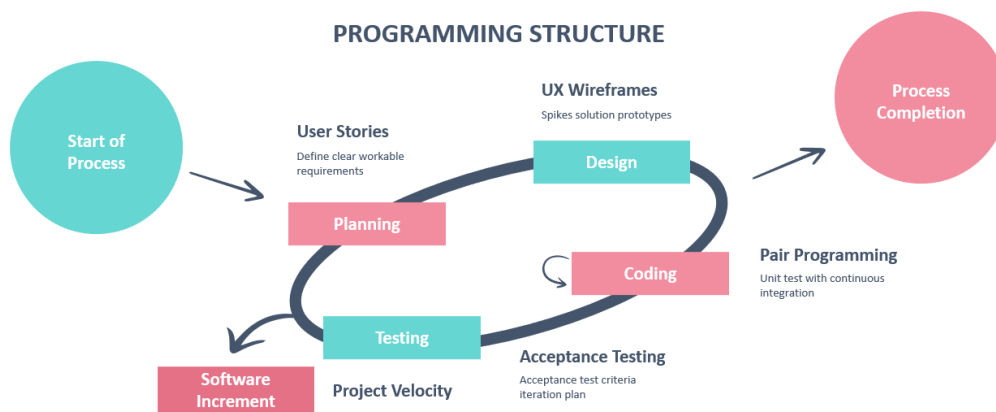 PROGRAMMING STRUCTURE
Start of
Process
Process
Completion
User Stories
Define clear workable
requirements
UX Wireframes
Spikes solution prototypes
Planning
Design
Coding
Pair Programming
Unit test with continuous
integration
Testing
Acceptance Testing
Acceptance test criteria
iteration plan
Software
Increment
Project Velocity